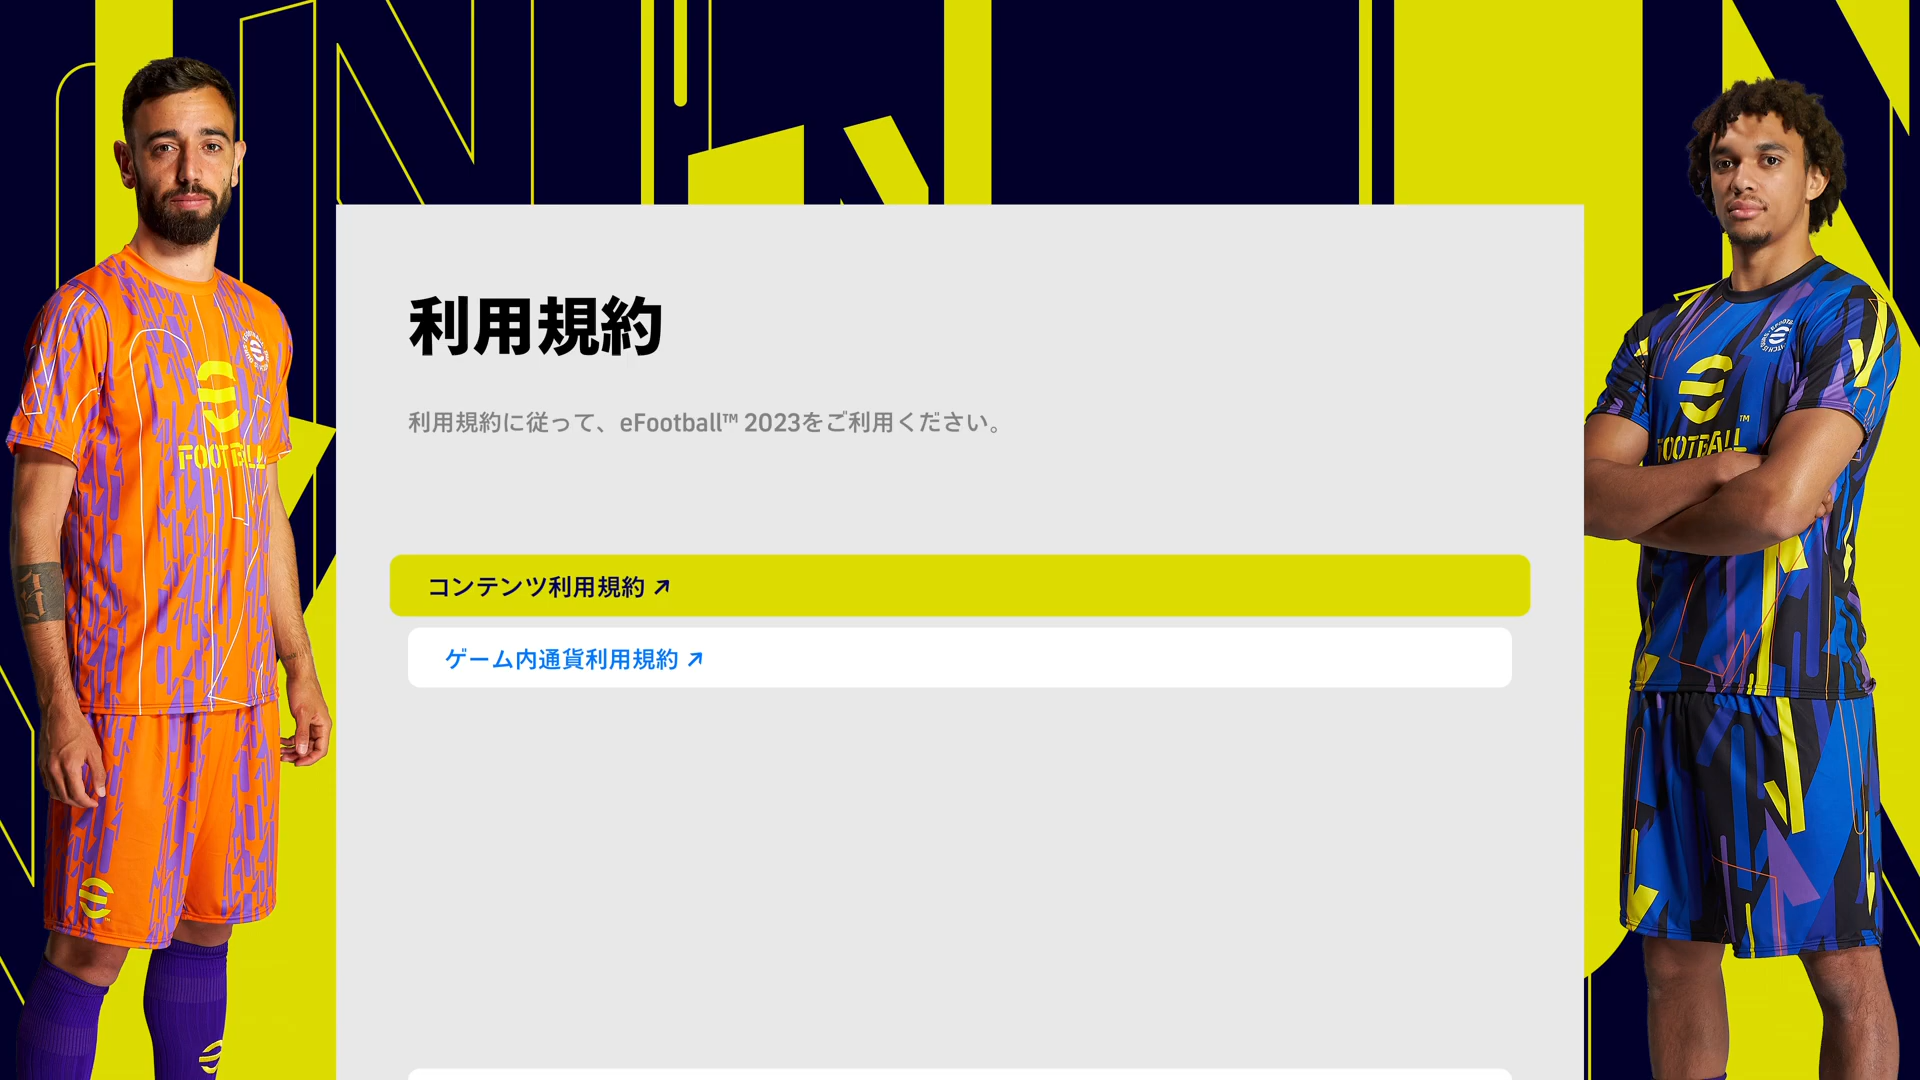 利用規約
利用規約に従って、eFootball™ 2023をご利用ください。
コンテンツ利用規約 ↗
ゲーム内通貨利用規約 ↗
FOOTBALL
FOOTBALL™